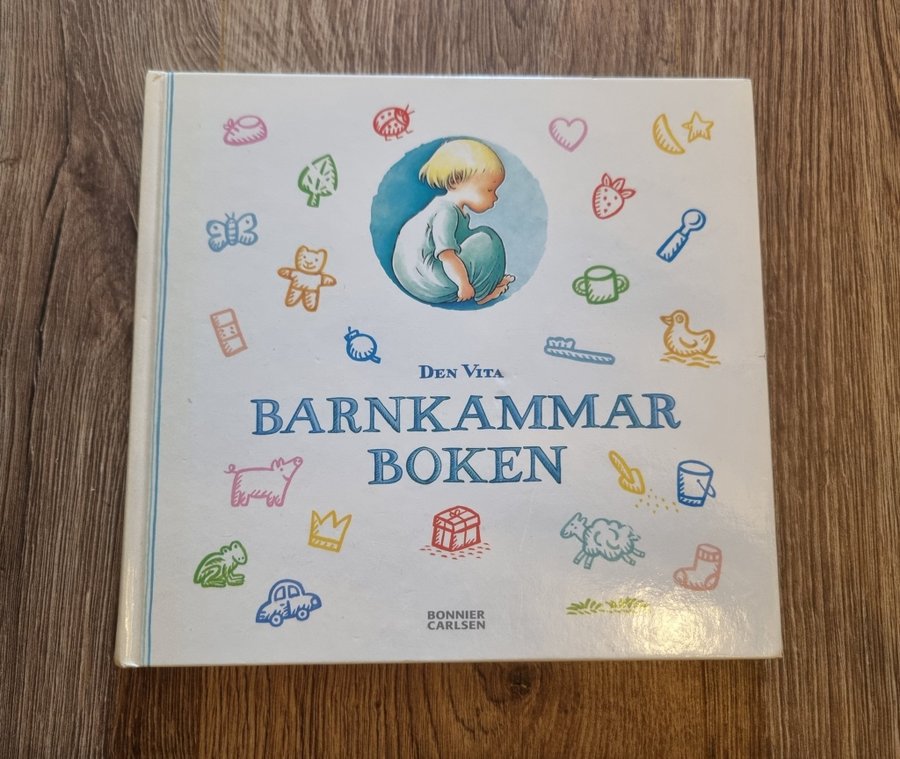 DEN VITA
BARNKAMMAR
BOKEN
BONNIER
CARLSEN